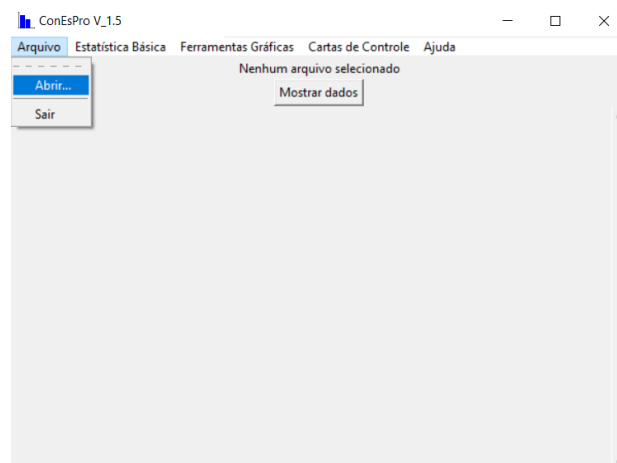 ConEsPro V_1.5
Arquivo Estatística Básica Ferramentas Gráficas Cartas de Controle Ajuda
Nenhum arquivo selecionado
Abrir...
Mostrar dados
Sair